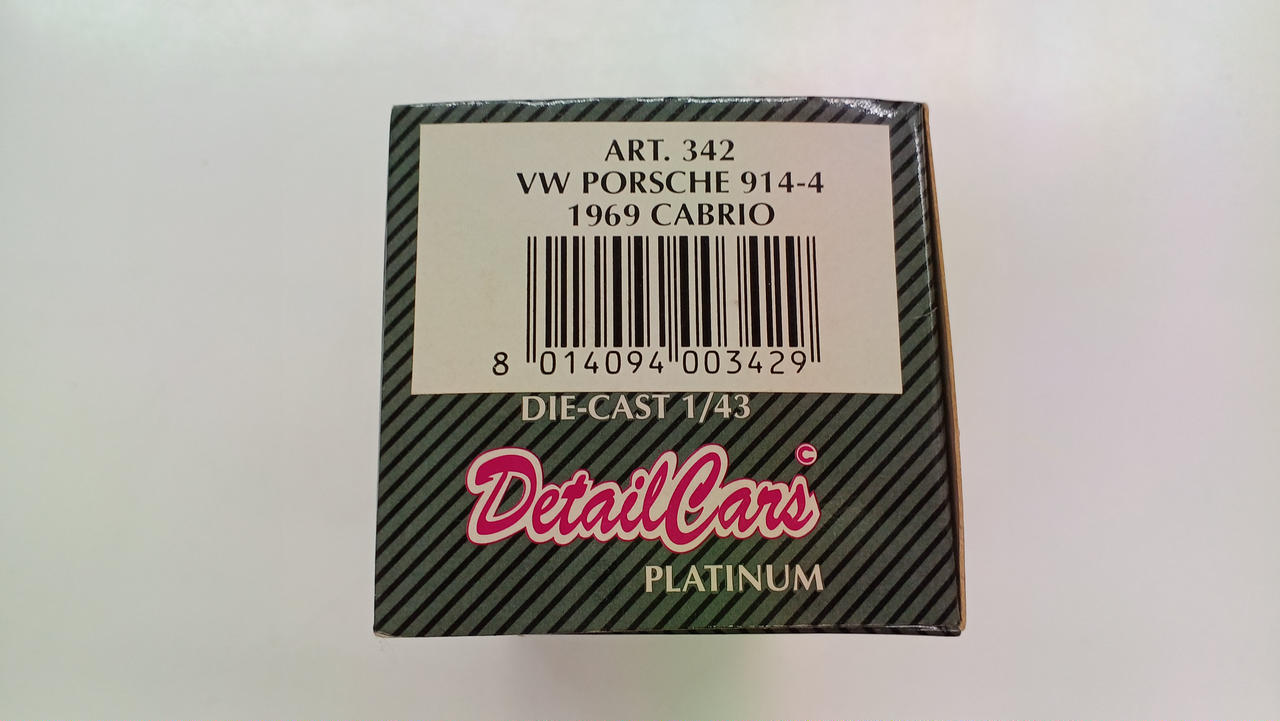 ART. 342
VW PORSCHE 914-4
1969 CABRIO
8 014094 003429
DIE-CAST 1/43
DetailCars ©
PLATINUM